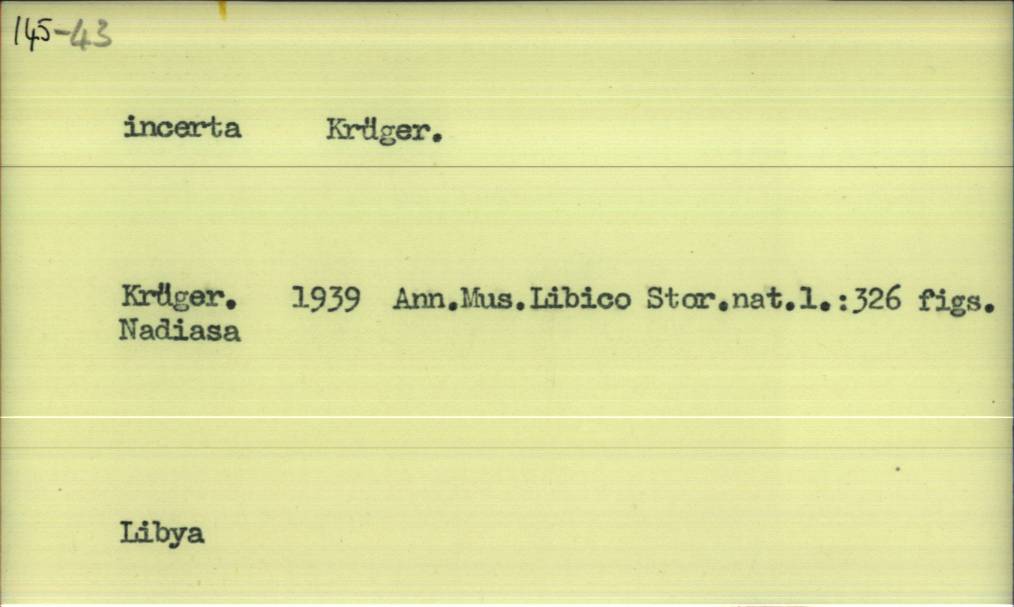 145-43
incerta Krüger.
Krüger. 1939 Ann.Mus.Libico Stor.nat.1.:326 figs.
Nadiasa
Libya